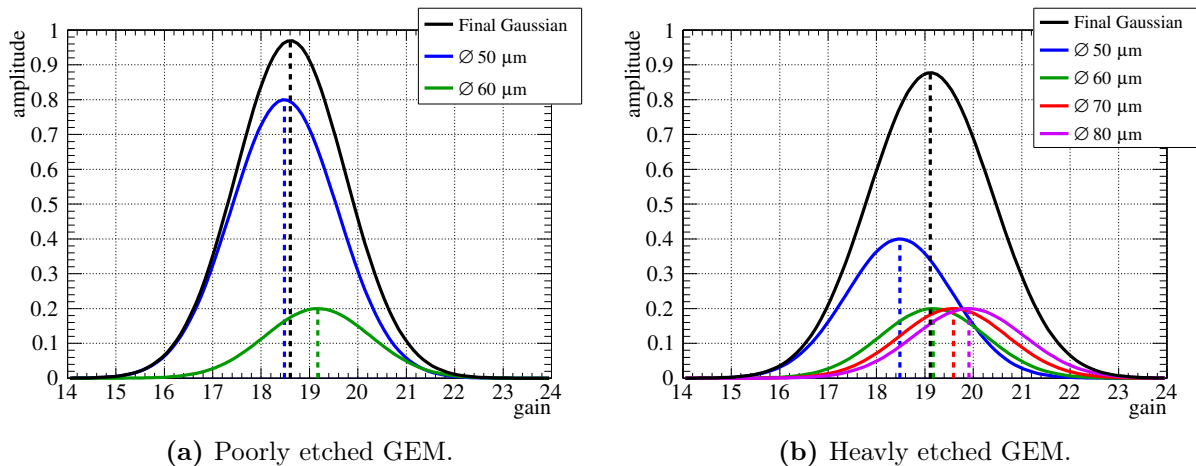 Final Gaussian
∅ 50 µm
∅ 60 µm
amplitude
1
0.9
0.8
0.7
0.6
0.5
0.4
0.3
0.2
0.1
0
14 15 16 17 18 19 20 21 22 23 24
gain
(a) Poorly etched GEM.
Final Gaussian
∅ 50 µm
∅ 60 µm
∅ 70 µm
∅ 80 µm
amplitude
1
0.9
0.8
0.7
0.6
0.5
0.4
0.3
0.2
0.1
0
14 15 16 17 18 19 20 21 22 23 24
gain
(b) Heavly etched GEM.